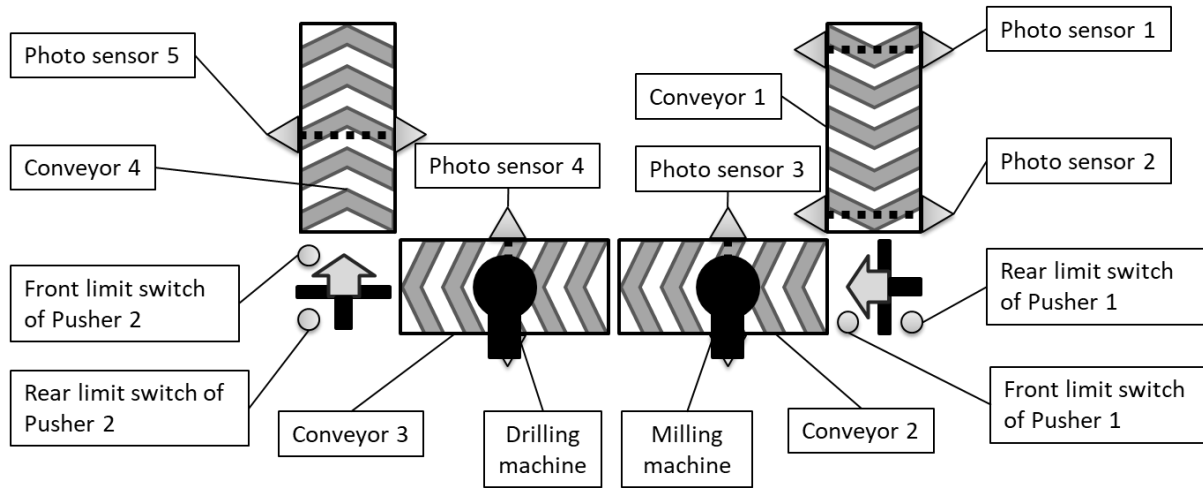 Photo sensor 5
Photo sensor 1
Conveyor 1
Conveyor 4
Photo sensor 4
Photo sensor 3
Photo sensor 2
Front limit switch
of Pusher 2
Rear limit switch
of Pusher 1
Rear limit switch of
Pusher 2
Front limit switch
of Pusher 1
Conveyor 3
Drilling
machine
Milling
machine
Conveyor 2